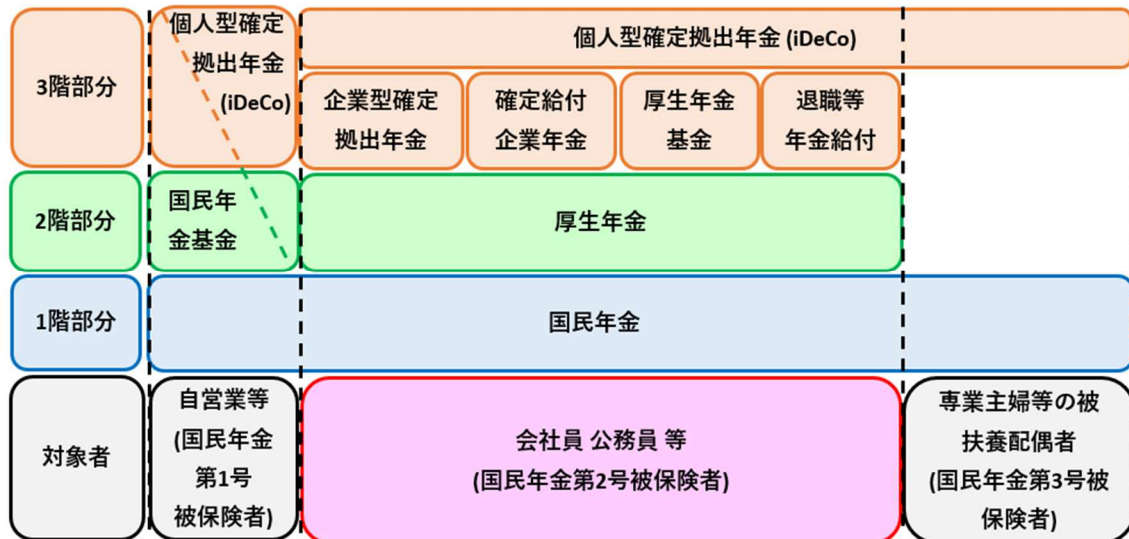 3階部分
個人型確定
拠出年金
(iDeCo)
個人型確定拠出年金 (iDeCo)
企業型確定
拠出年金
確定給付
企業年金
厚生年金
基金
退職等
年金給付
2階部分
国民年
金基金
厚生年金
1階部分
国民年金
対象者
自営業等
(国民年金
第1号
被保険者)
会社員 公務員 等
(国民年金第2号被保険者)
専業主婦等の被
扶養配偶者
(国民年金第3号被
保険者)